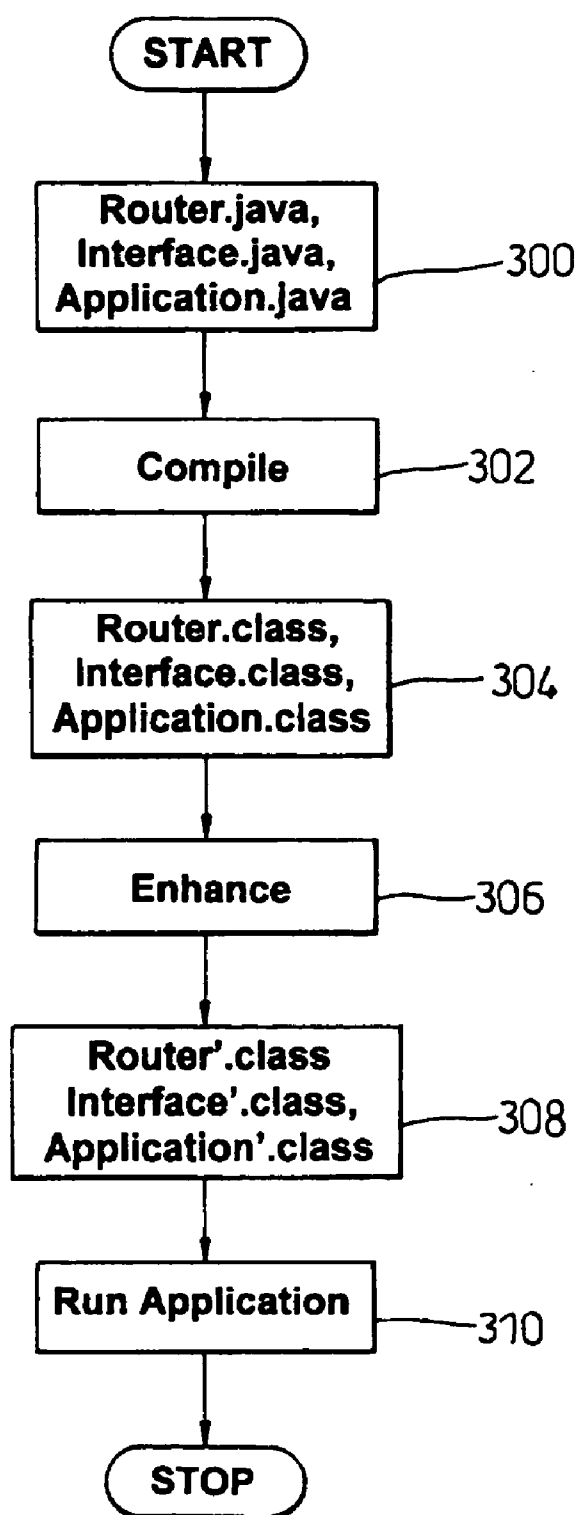 START
Router.java,
Interface.java,
Application.java
300
Compile
302
Router.class,
Interface.class,
Application.class
304
Enhance
306
Router'.class
Interface'.class,
Application'.class
308
Run Application
310
STOP